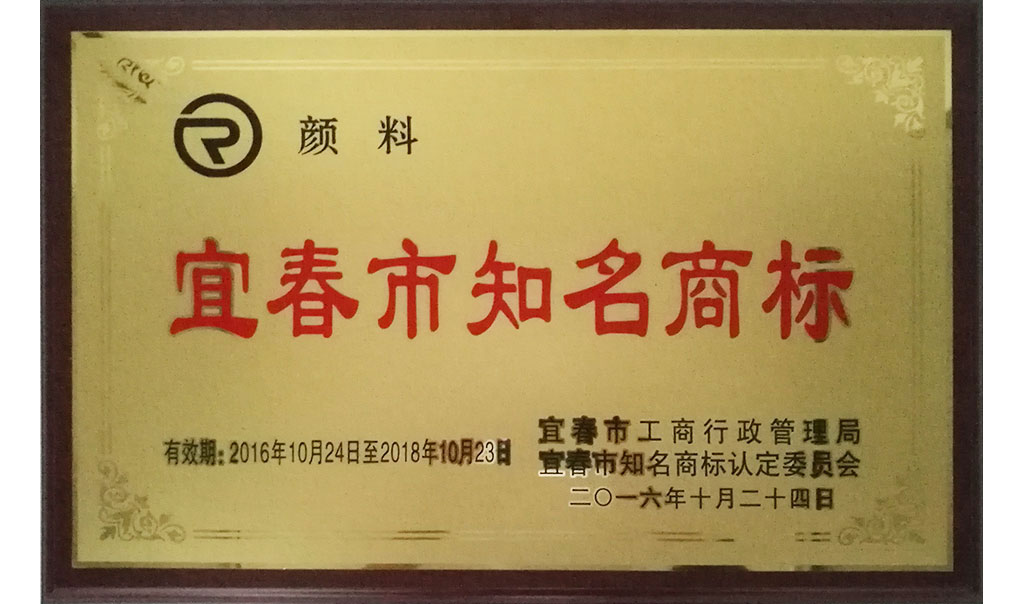 颜料
宜春市知名商标
有效期:2016年10月24日至2018年10月23日
宜春市工商行政管理局
宜春市知名商标认定委员会
二〇一六年十月二十四日